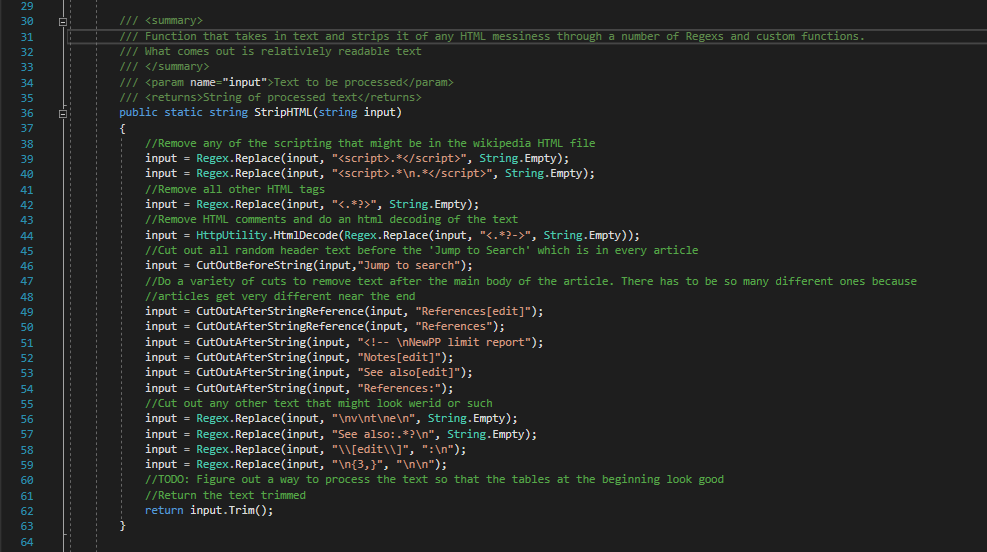 29
30 /// <summary>
31 /// Function that takes in text and strips it of any HTML messiness through a number of Regexs and custom functions.
32 /// What comes out is relativlely readable text
33 /// </summary>
34 /// <param name="input">Text to be processed</param>
35 /// <returns>String of processed text</returns>
36 public static string StripHTML(string input)
37 {
38 //Remove any of the scripting that might be in the wikipedia HTML file
39 input = Regex.Replace(input, "<script>.*</script>", String.Empty);
40 input = Regex.Replace(input, "<script>.*\n.*</script>", String.Empty);
41 //Remove all other HTML tags
42 input = Regex.Replace(input, "<.*?>", String.Empty);
43 //Remove HTML comments and do an html decoding of the text
44 input = HttpUtility.HtmlDecode(Regex.Replace(input, "<.*?->", String.Empty));
45 //Cut out all random header text before the 'Jump to Search' which is in every article
46 input = CutOutBeforeString(input,"Jump to search");
47 //Do a variety of cuts to remove text after the main body of the article. There has to be so many different ones because
48 //articles get very different near the end
49 input = CutOutAfterStringReference(input, "References[edit]");
50 input = CutOutAfterStringReference(input, "References");
51 input = CutOutAfterString(input, "<!-- \nNewPP limit report");
52 input = CutOutAfterString(input, "Notes[edit]");
53 input = CutOutAfterString(input, "See also[edit]");
54 input = CutOutAfterString(input, "References:");
55 //Cut out any other text that might look werid or such
56 input = Regex.Replace(input, "\nv\nt\ne\n", String.Empty);
57 input = Regex.Replace(input, "See also:.*?\n", String.Empty);
58 input = Regex.Replace(input, "\\[edit\\]", ":\n");
59 input = Regex.Replace(input, "\n{3,}", "\n\n");
60 //TODO: Figure out a way to process the text so that the tables at the beginning look good
61 //Return the text trimmed
62 return input.Trim();
63 }
64